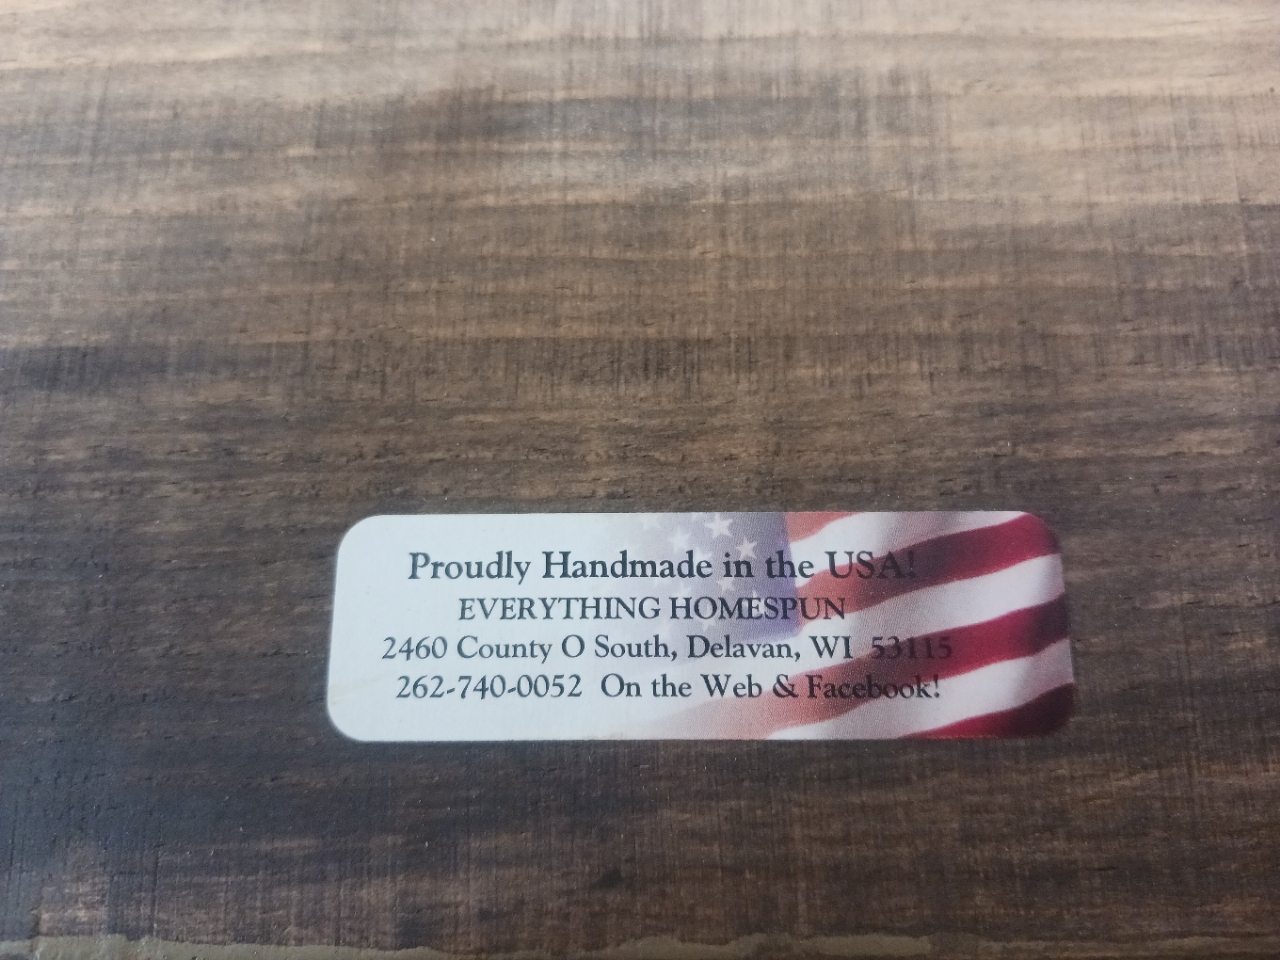 Proudly Handmade in the USA!
EVERYTHING HOMESPUN
2460 County O South, Delavan, WI 53115
262-740-0052 On the Web & Facebook!